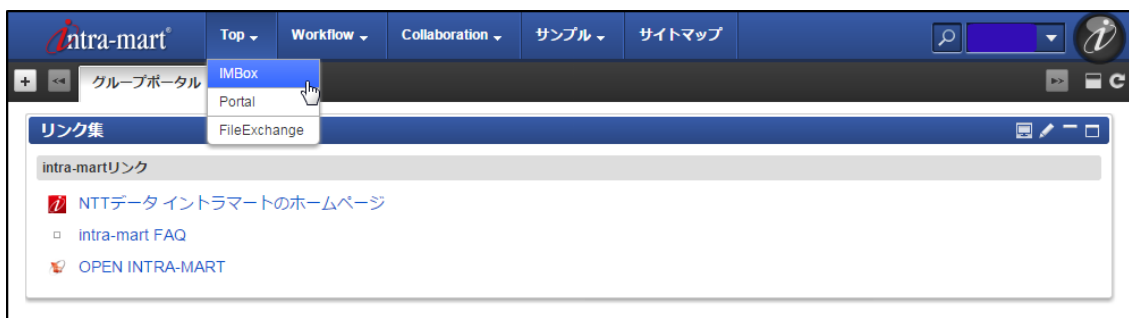 intra-mart® Top Workflow Collaboration サンプル サイトマップ
グループポータル
IMBox
Portal
FileExchange
リンク集
intra-martリンク
NTTデータ イントラマートのホームページ
intra-mart FAQ
OPEN INTRA-MART